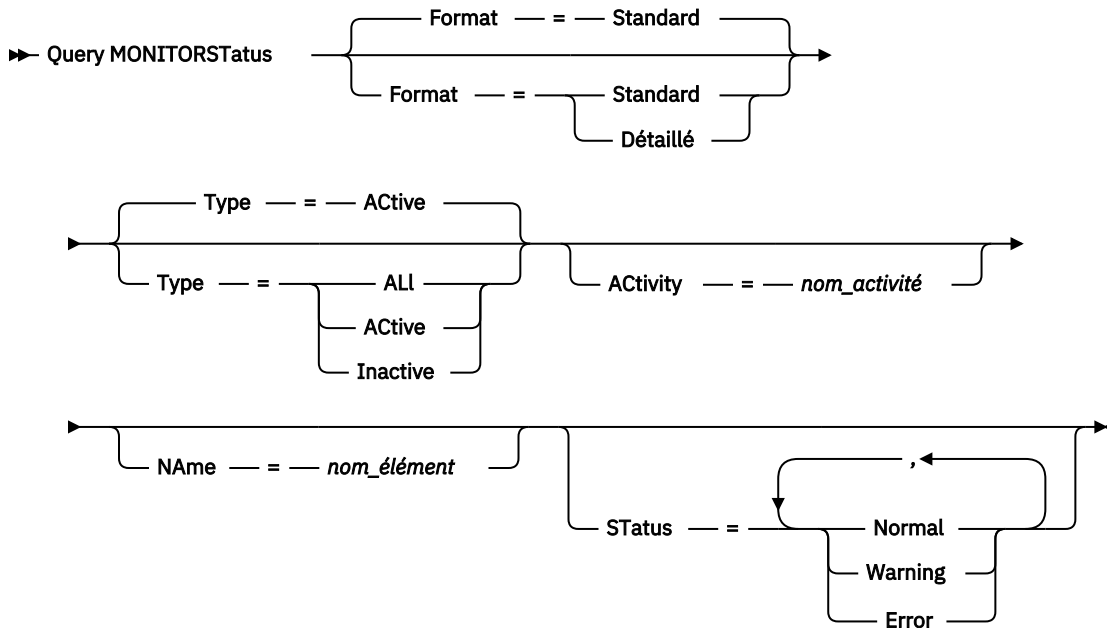 Format = Standard
Query MONITORSTatus
Format = Standard
Détaillé
Type = ACtive
Type = ALl
ACtivity = nom_activité
ACtive
Inactive
NAme = nom_élément
,
STatus = Normal
Warning
Error